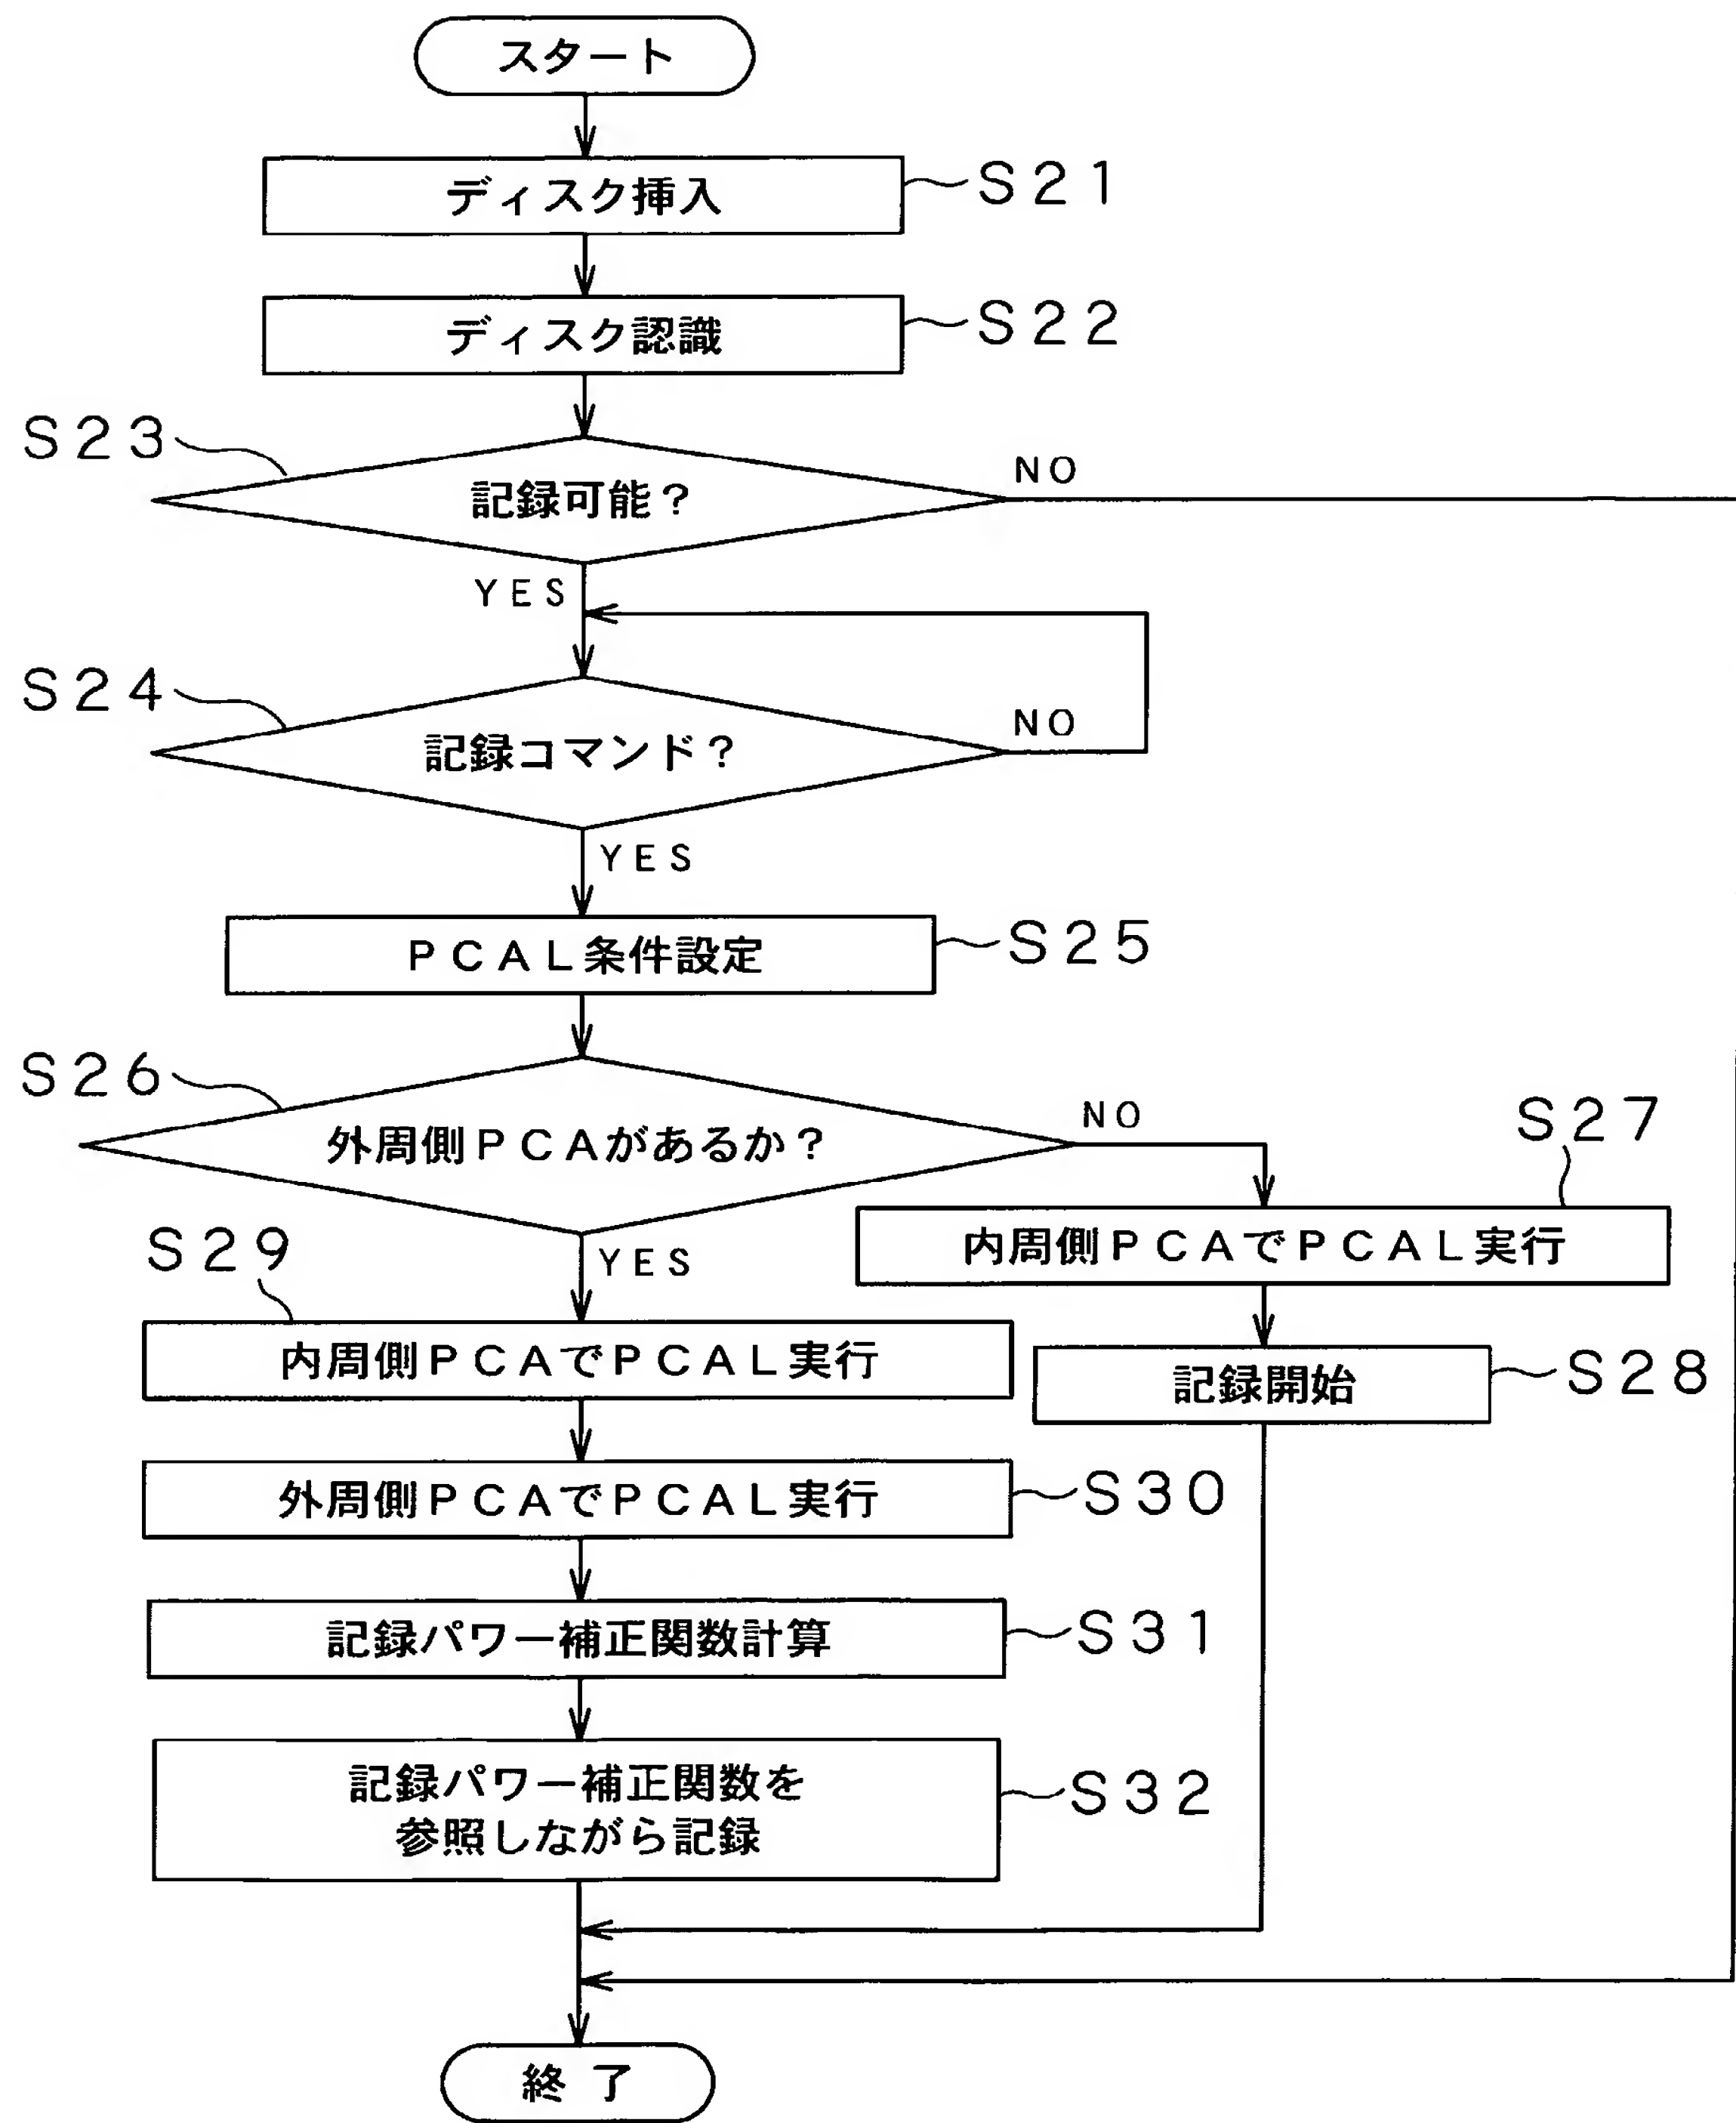 スタート
ディスク挿入
S21
ディスク認識
S22
S23
記録可能?
NO
YES
S24
記録コマンド?
NO
YES
PCAL条件設定
S25
S26
外周側PCAがあるか?
NO
S27
内周側PCAでPCAL実行
YES
S29
内周側PCAでPCAL実行
記録開始
S28
外周側PCAでPCAL実行
S30
記録パワー補正関数計算
S31
記録パワー補正関数を
参照しながら記録
S32
終了